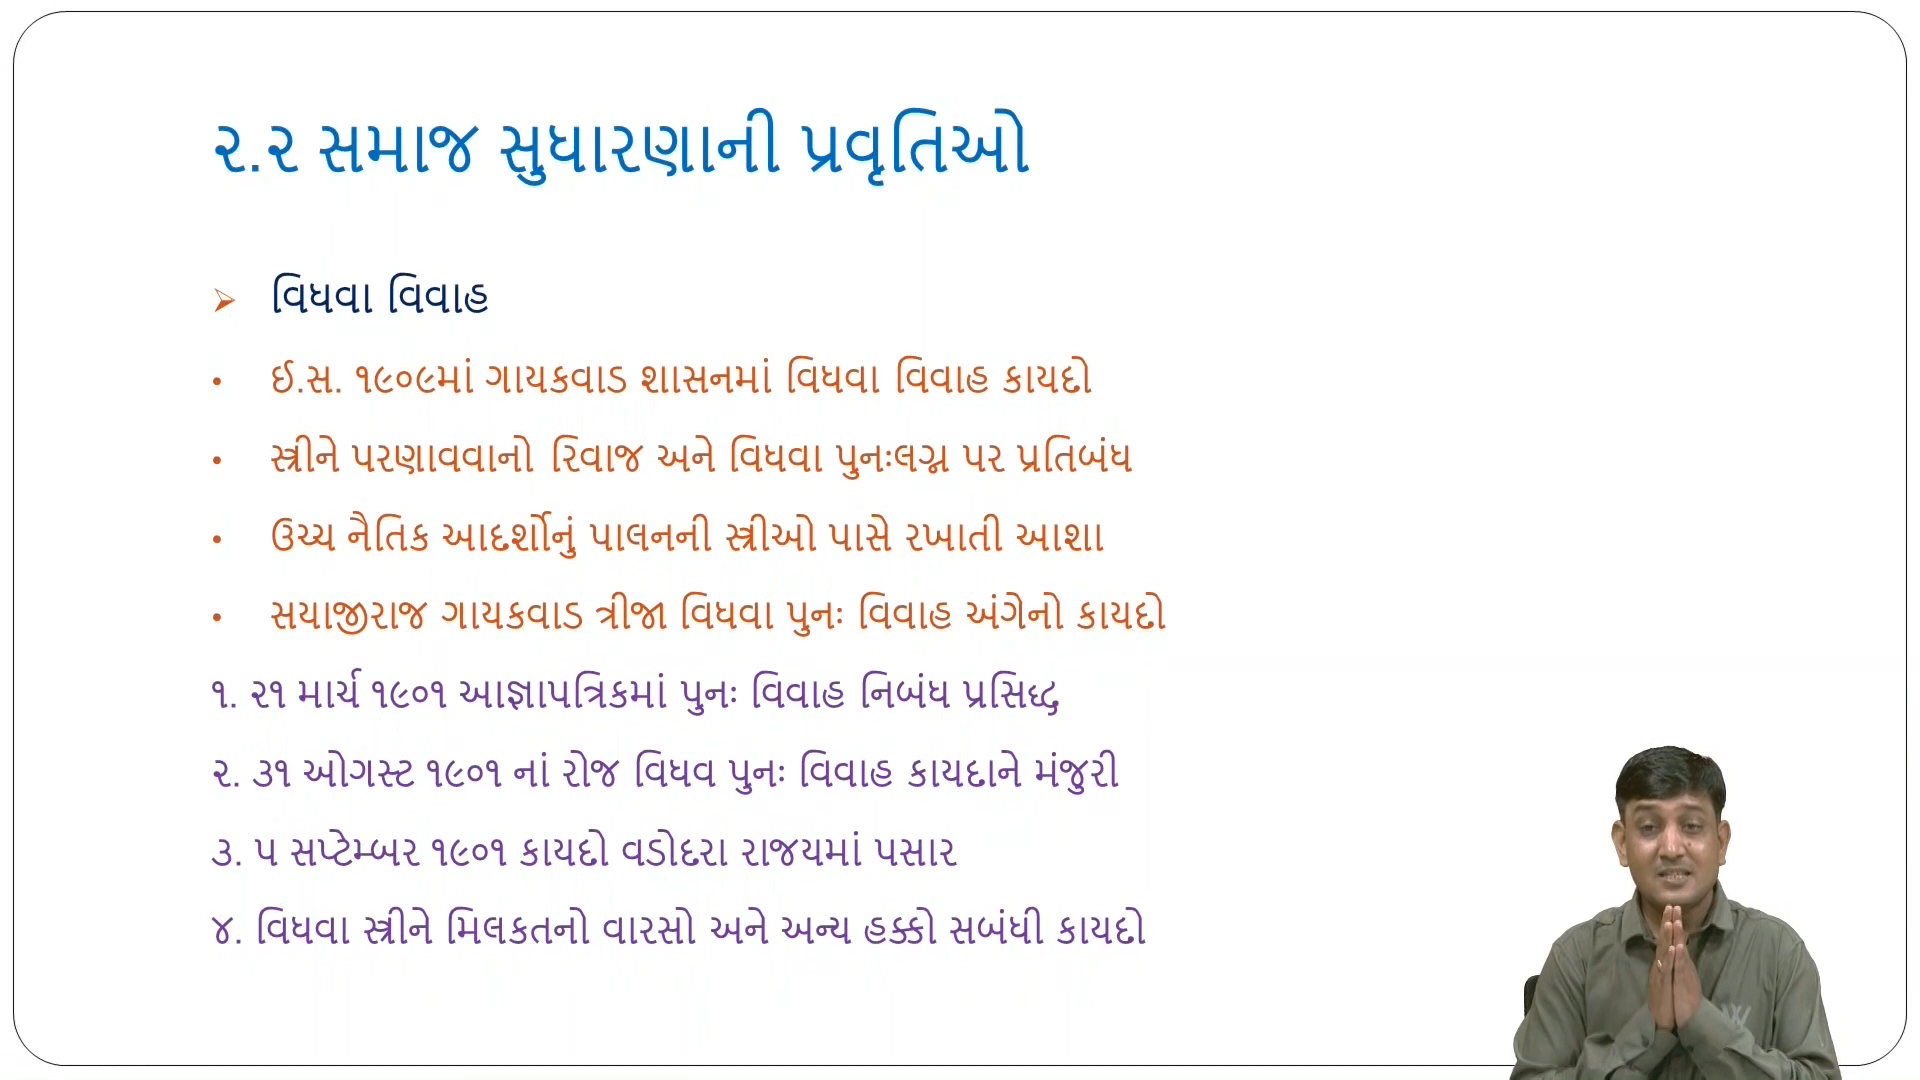 ૨.૨ સમાજ સુધારણાની પ્રવૃતિઓ
વિધવા વિવાહ
ઈ.સ. ૧૯૦૯માં ગાયકવાડ શાસનમાં વિધવા વિવાહ કાયદો
સ્ત્રીને પરણાવવાનો રિવાજ અને વિધવા પુનઃલગ્ન પર પ્રતિબંધ
ઉચ્ચ નૈતિક આદર્શોનું પાલનની સ્ત્રીઓ પાસે રખાતી આશા
સયાજીરાજ ગાયકવાડ ત્રીજા વિધવા પુનઃ વિવાહ અંગેનો કાયદો
૧. ૨૧ માર્ચ ૧૯૦૧ આજ્ઞાપત્રિકમાં પુનઃ વિવાહ નિબંધ પ્રસિદ્ધ
૨. ૩૧ ઓગસ્ટ ૧૯૦૧ નાં રોજ વિધવ પુનઃ વિવાહ કાયદાને મંજુરી
૩. ૫ સપ્ટેમ્બર ૧૯૦૧ કાયદો વડોદરા રાજયમાં પસાર
૪. વિધવા સ્ત્રીને મિલકતનો વારસો અને અન્ય હક્કો સબંધી કાયદો